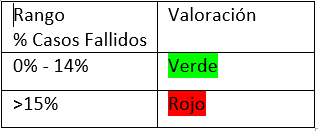 Rango Valoración
% Casos Fallidos
0% - 14% Verde
>15% Rojo